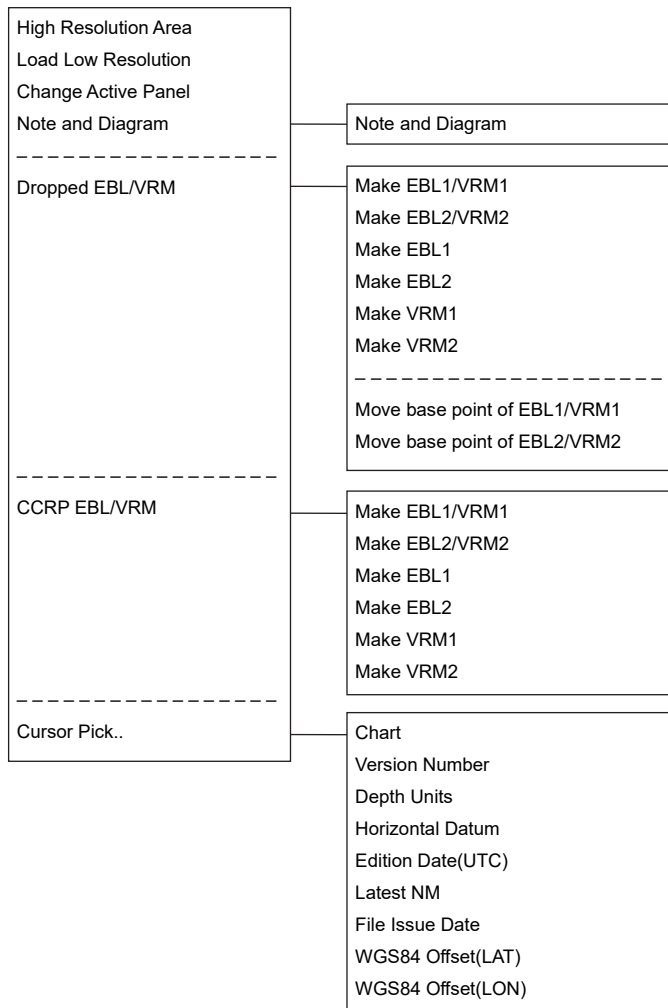 High Resolution Area
Load Low Resolution
Change Active Panel
Note and Diagram
Note and Diagram
Dropped EBL/VRM
Make EBL1/VRM1
Make EBL2/VRM2
Make EBL1
Make EBL2
Make VRM1
Make VRM2
Move base point of EBL1/VRM1
Move base point of EBL2/VRM2
CCRP EBL/VRM
Make EBL1/VRM1
Make EBL2/VRM2
Make EBL1
Make EBL2
Make VRM1
Make VRM2
Cursor Pick..
Chart
Version Number
Depth Units
Horizontal Datum
Edition Date(UTC)
Latest NM
File Issue Date
WGS84 Offset(LAT)
WGS84 Offset(LON)